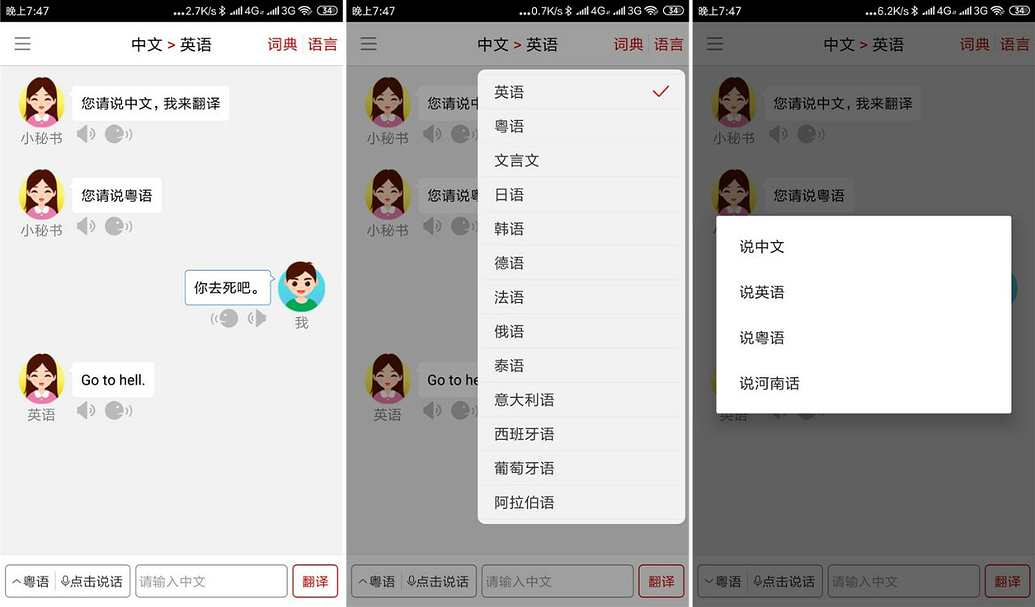 晚上7:47
...2.7K/s 4G 3G 34
中文 > 英语
词典 语言
您请说中文，我来翻译
小秘书
您请说粤语
小秘书
你去死吧。
我
Go to hell.
英语
粤语 点击说话 请输入中文 翻译
晚上7:47
...0.7K/s 4G 3G 34
中文 > 英语
词典 语言
您请说中
小秘书
您请说粤
小秘书
Go to he
英语
英语
粤语
文言文
日语
韩语
德语
法语
俄语
泰语
意大利语
西班牙语
葡萄牙语
阿拉伯语
粤语 点击说话 请输入中文 翻译
晚上7:47
...6.2K/s 4G 3G 34
中文 > 英语
词典 语言
您请说中文，我来翻译
小秘书
您请说粤语
说中文
说英语
说粤语
说河南话
英语
粤语 点击说话 请输入中文 翻译